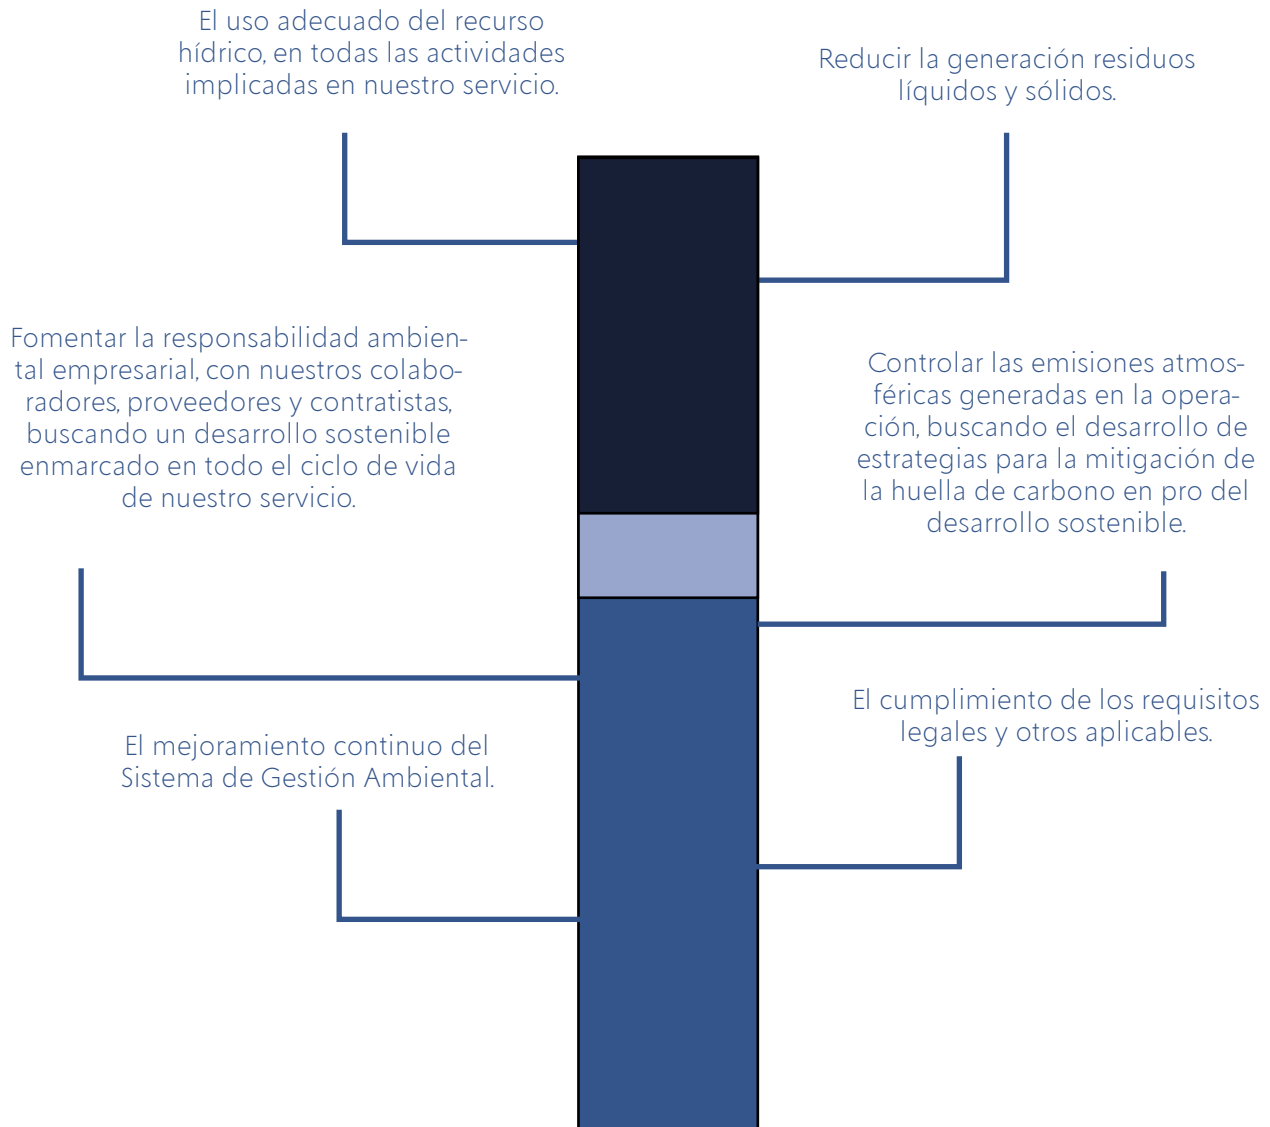 El uso adecuado del recurso
hídrico, en todas las actividades
implicadas en nuestro servicio.
Reducir la generación residuos
líquidos y sólidos.
Fomentar la responsabilidad ambien-
tal empresarial, con nuestros colabo-
radores, proveedores y contratistas,
buscando un desarrollo sostenible
enmarcado en todo el ciclo de vida
de nuestro servicio.
Controlar las emisiones atmos-
féricas generadas en la opera-
ción, buscando el desarrollo de
estrategias para la mitigación de
la huella de carbono en pro del
desarrollo sostenible.
El mejoramiento continuo del
Sistema de Gestión Ambiental.
El cumplimiento de los requisitos
legales y otros aplicables.